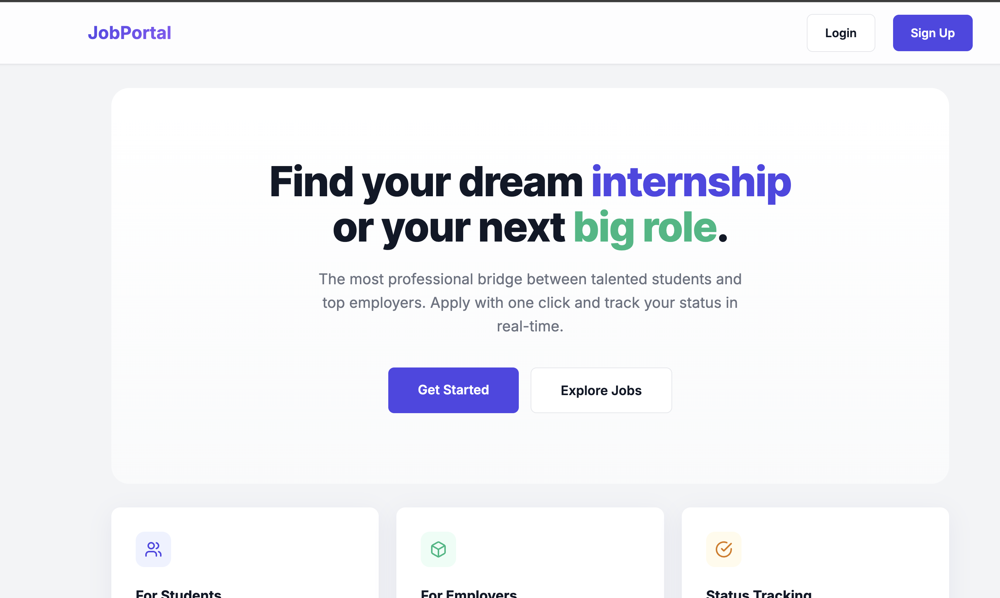 JobPortal
Login
Sign Up
Find your dream internship
or your next big role.
The most professional bridge between talented students and
top employers. Apply with one click and track your status in
real-time.
Get Started
Explore Jobs
For Students
For Employers
Status Tracking